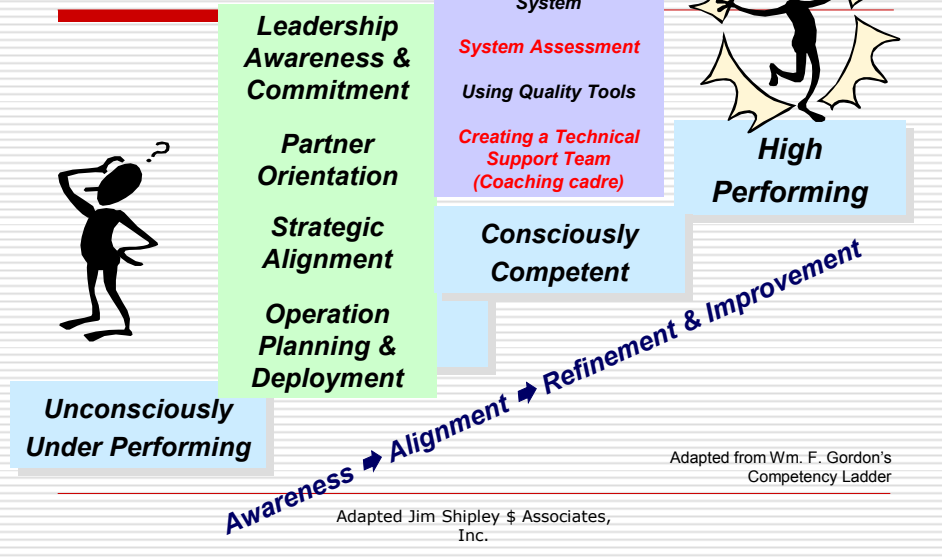 Leadership
Awareness &
Commitment
Partner
Orientation
Strategic
Alignment
Operation
Planning &
Deployment
System
System Assessment
Using Quality Tools
Creating a Technical
Support Team
(Coaching cadre)
High
Performing
Consciously
Competent
Unconsciously
Under Performing
Awareness ➧ Alignment ➧ Refinement & Improvement
Adapted from Wm. F. Gordon’s
Competency Ladder
Adapted Jim Shipley $ Associates,
Inc.